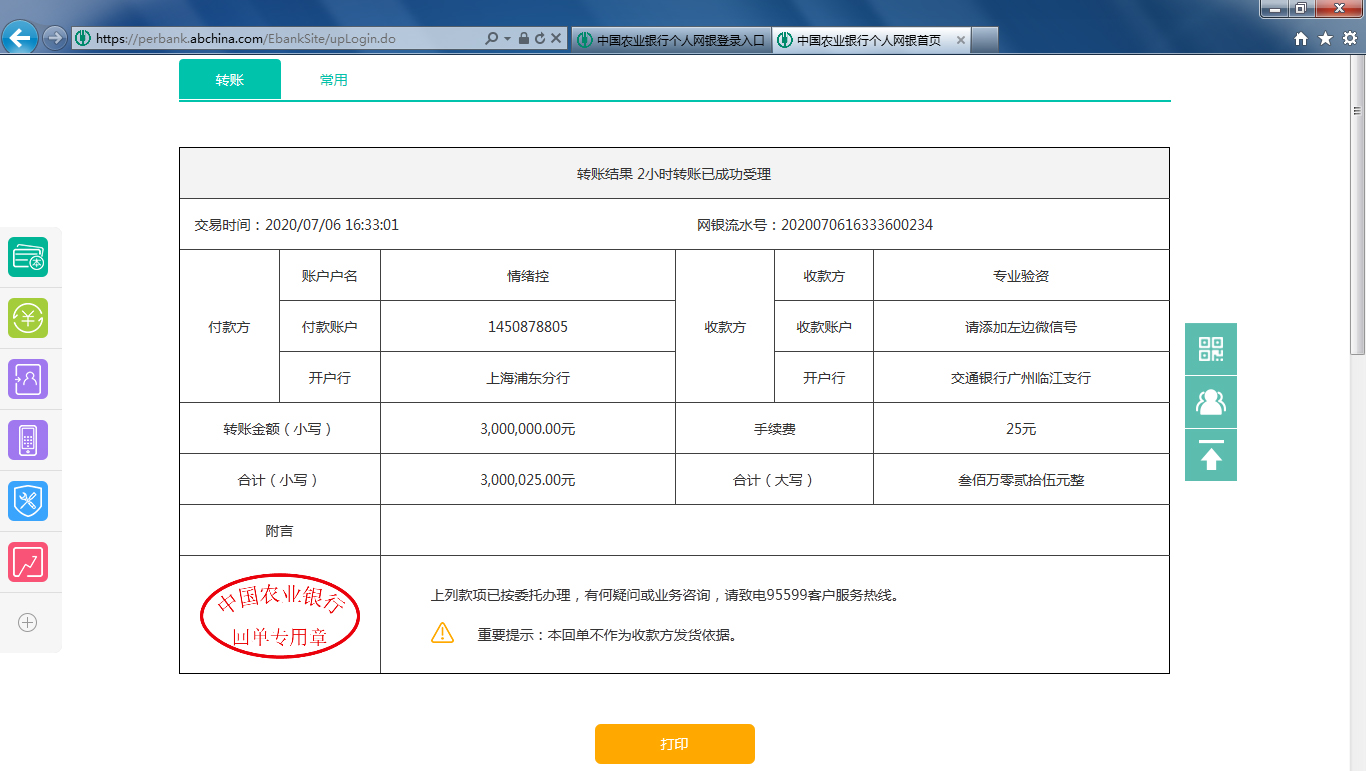 https://perbank.abchina.com/EbankSite/upLogin.do
中国农业银行个人网银登录入口
中国农业银行个人网银首页
转账
常用
转账结果 2小时转账已成功受理
交易时间：2020/07/06 16:33:01
网银流水号：2020070616333600234
付款方
账户户名
情绪控
收款方
收款方
专业验资
付款账户
1450878805
收款账户
请添加左边微信号
开户行
上海浦东分行
开户行
交通银行广州临江支行
转账金额（小写）
3,000,000.00元
手续费
25元
合计（小写）
3,000,025.00元
合计（大写）
叁佰万零贰拾伍元整
附言
中国农业银行
回单专用章
上列款项已按委托办理，有何疑问或业务咨询，请致电95599客户服务热线。
重要提示：本回单不作为收款方发货依据。
打印